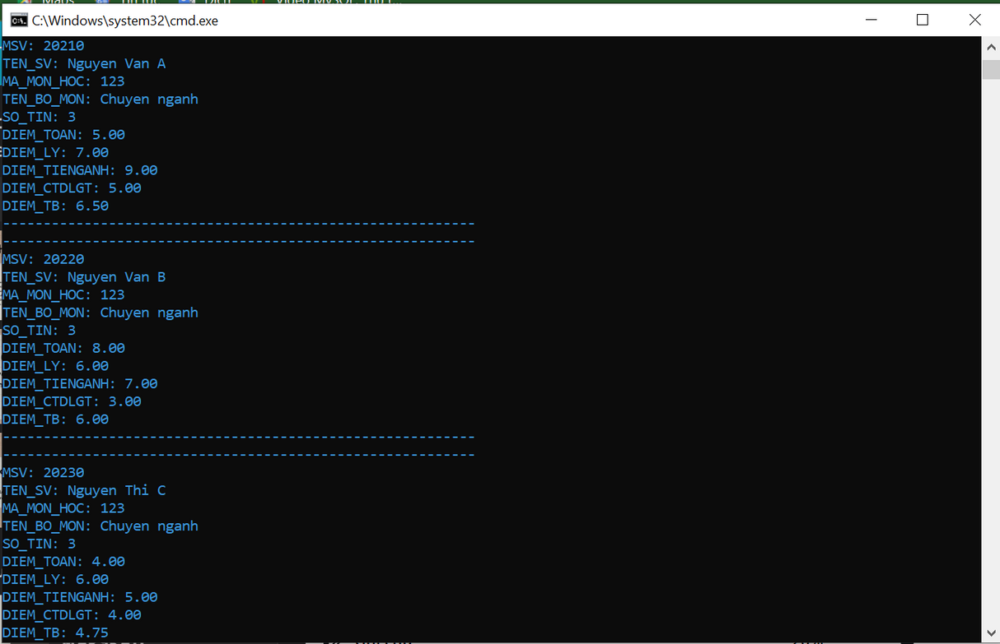 C:\Windows\system32\cmd.exe
MSV: 20210
TEN_SV: Nguyen Van A
MA_MON_HOC: 123
TEN_BO_MON: Chuyen nganh
SO_TIN: 3
DIEM_TOAN: 5.00
DIEM_LY: 7.00
DIEM_TIENGANH: 9.00
DIEM_CTDLGT: 5.00
DIEM_TB: 6.50
----------------------------------------------------------
----------------------------------------------------------
MSV: 20220
TEN_SV: Nguyen Van B
MA_MON_HOC: 123
TEN_BO_MON: Chuyen nganh
SO_TIN: 3
DIEM_TOAN: 8.00
DIEM_LY: 6.00
DIEM_TIENGANH: 7.00
DIEM_CTDLGT: 3.00
DIEM_TB: 6.00
----------------------------------------------------------
----------------------------------------------------------
MSV: 20230
TEN_SV: Nguyen Thi C
MA_MON_HOC: 123
TEN_BO_MON: Chuyen nganh
SO_TIN: 3
DIEM_TOAN: 4.00
DIEM_LY: 6.00
DIEM_TIENGANH: 5.00
DIEM_CTDLGT: 4.00
DIEM_TB: 4.75